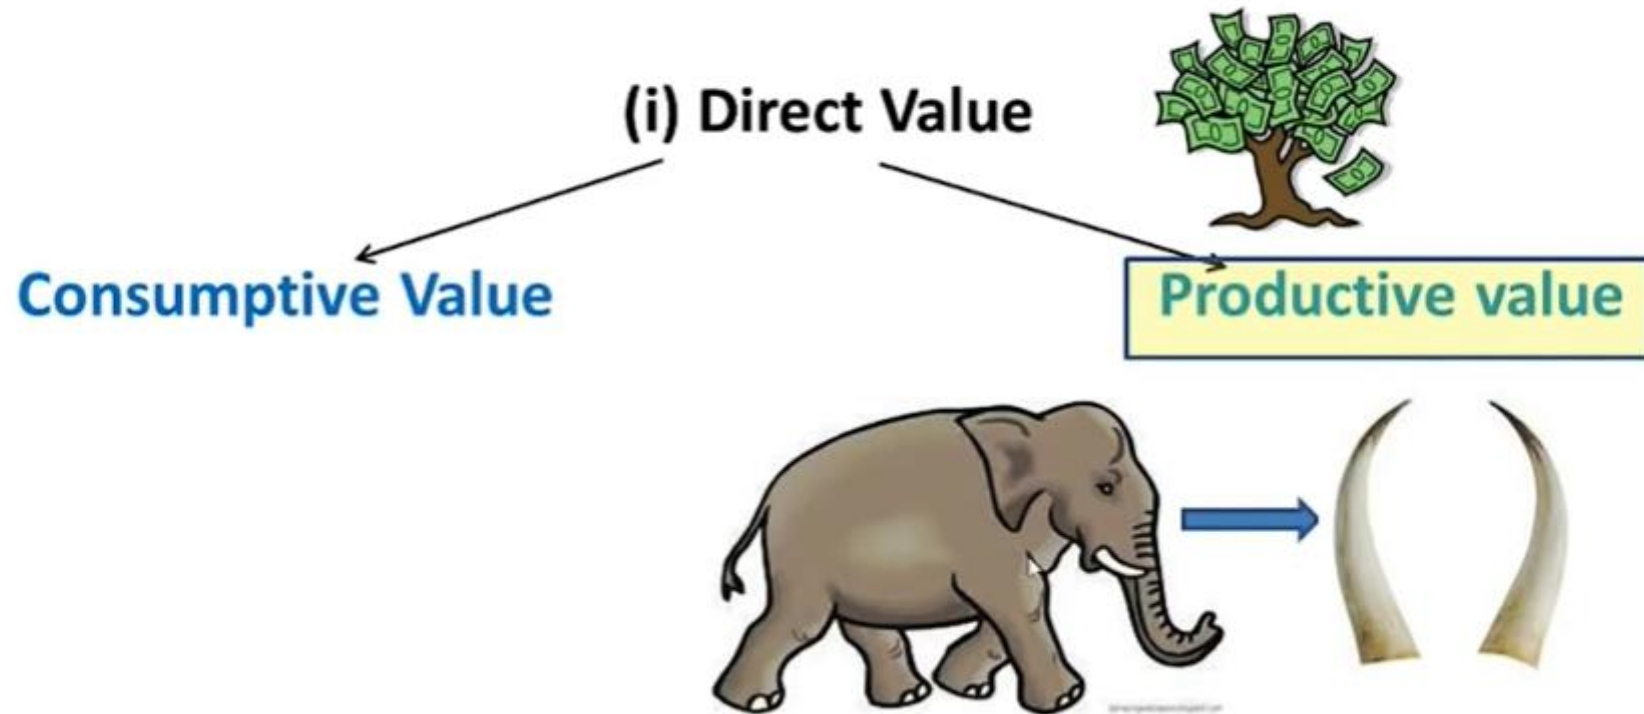 (i) Direct Value
Consumptive Value
Productive value